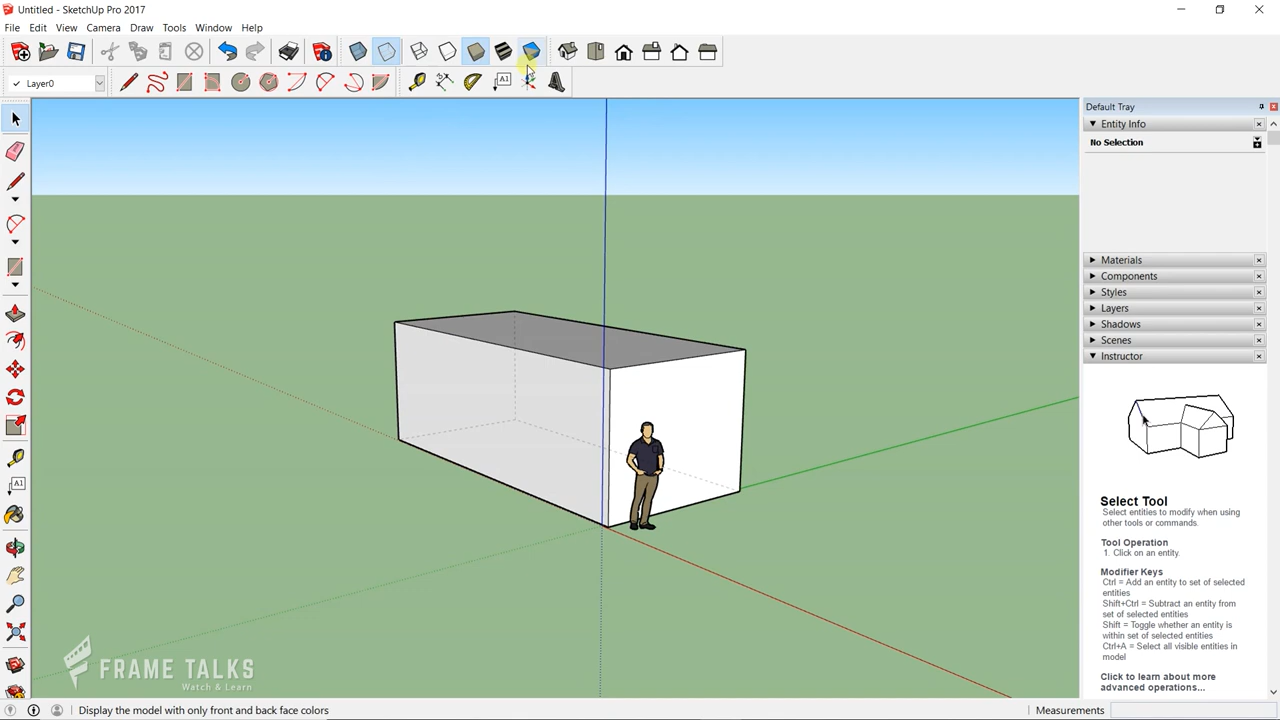 Untitled - SketchUp Pro 2017
File Edit View Camera Draw Tools Window Help
Layer0
A1
A1
Default Tray
Entity Info
No Selection
Materials
Components
Styles
Layers
Shadows
Scenes
Instructor
Select Tool
Select entities to modify when using
other tools or commands.
Tool Operation
1. Click on an entity.
Modifier Keys
Ctrl = Add an entity to set of selected
entities
Shift+Ctrl = Subtract an entity from
set of selected entities
Shift = Toggle whether an entity is
within set of selected entities
Ctrl+A = Select all visible entities in
model
Click to learn about more
advanced operations...
FRAME TALKS
Watch & Learn
Display the model with only front and back face colors
Measurements